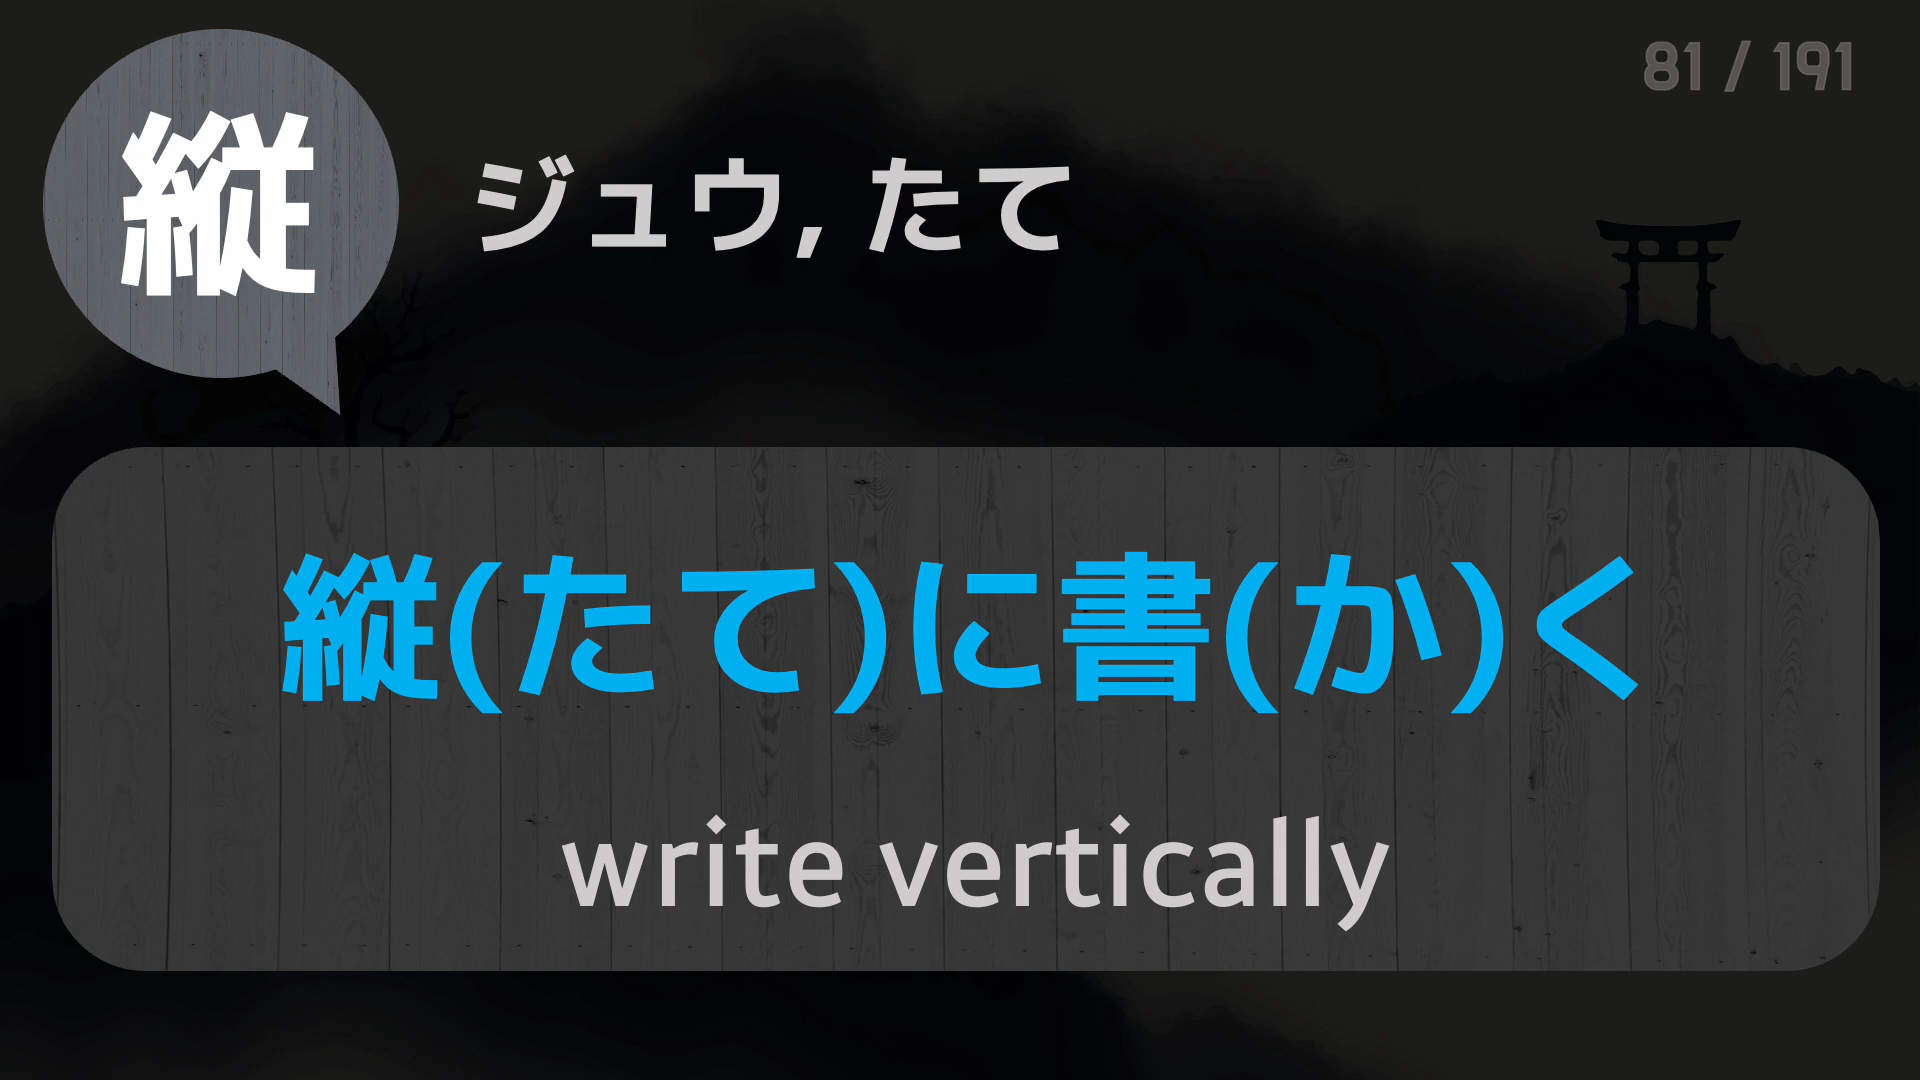 81 / 191
縦
ジュウ, たて
縦(たて)に書(か)く
write vertically